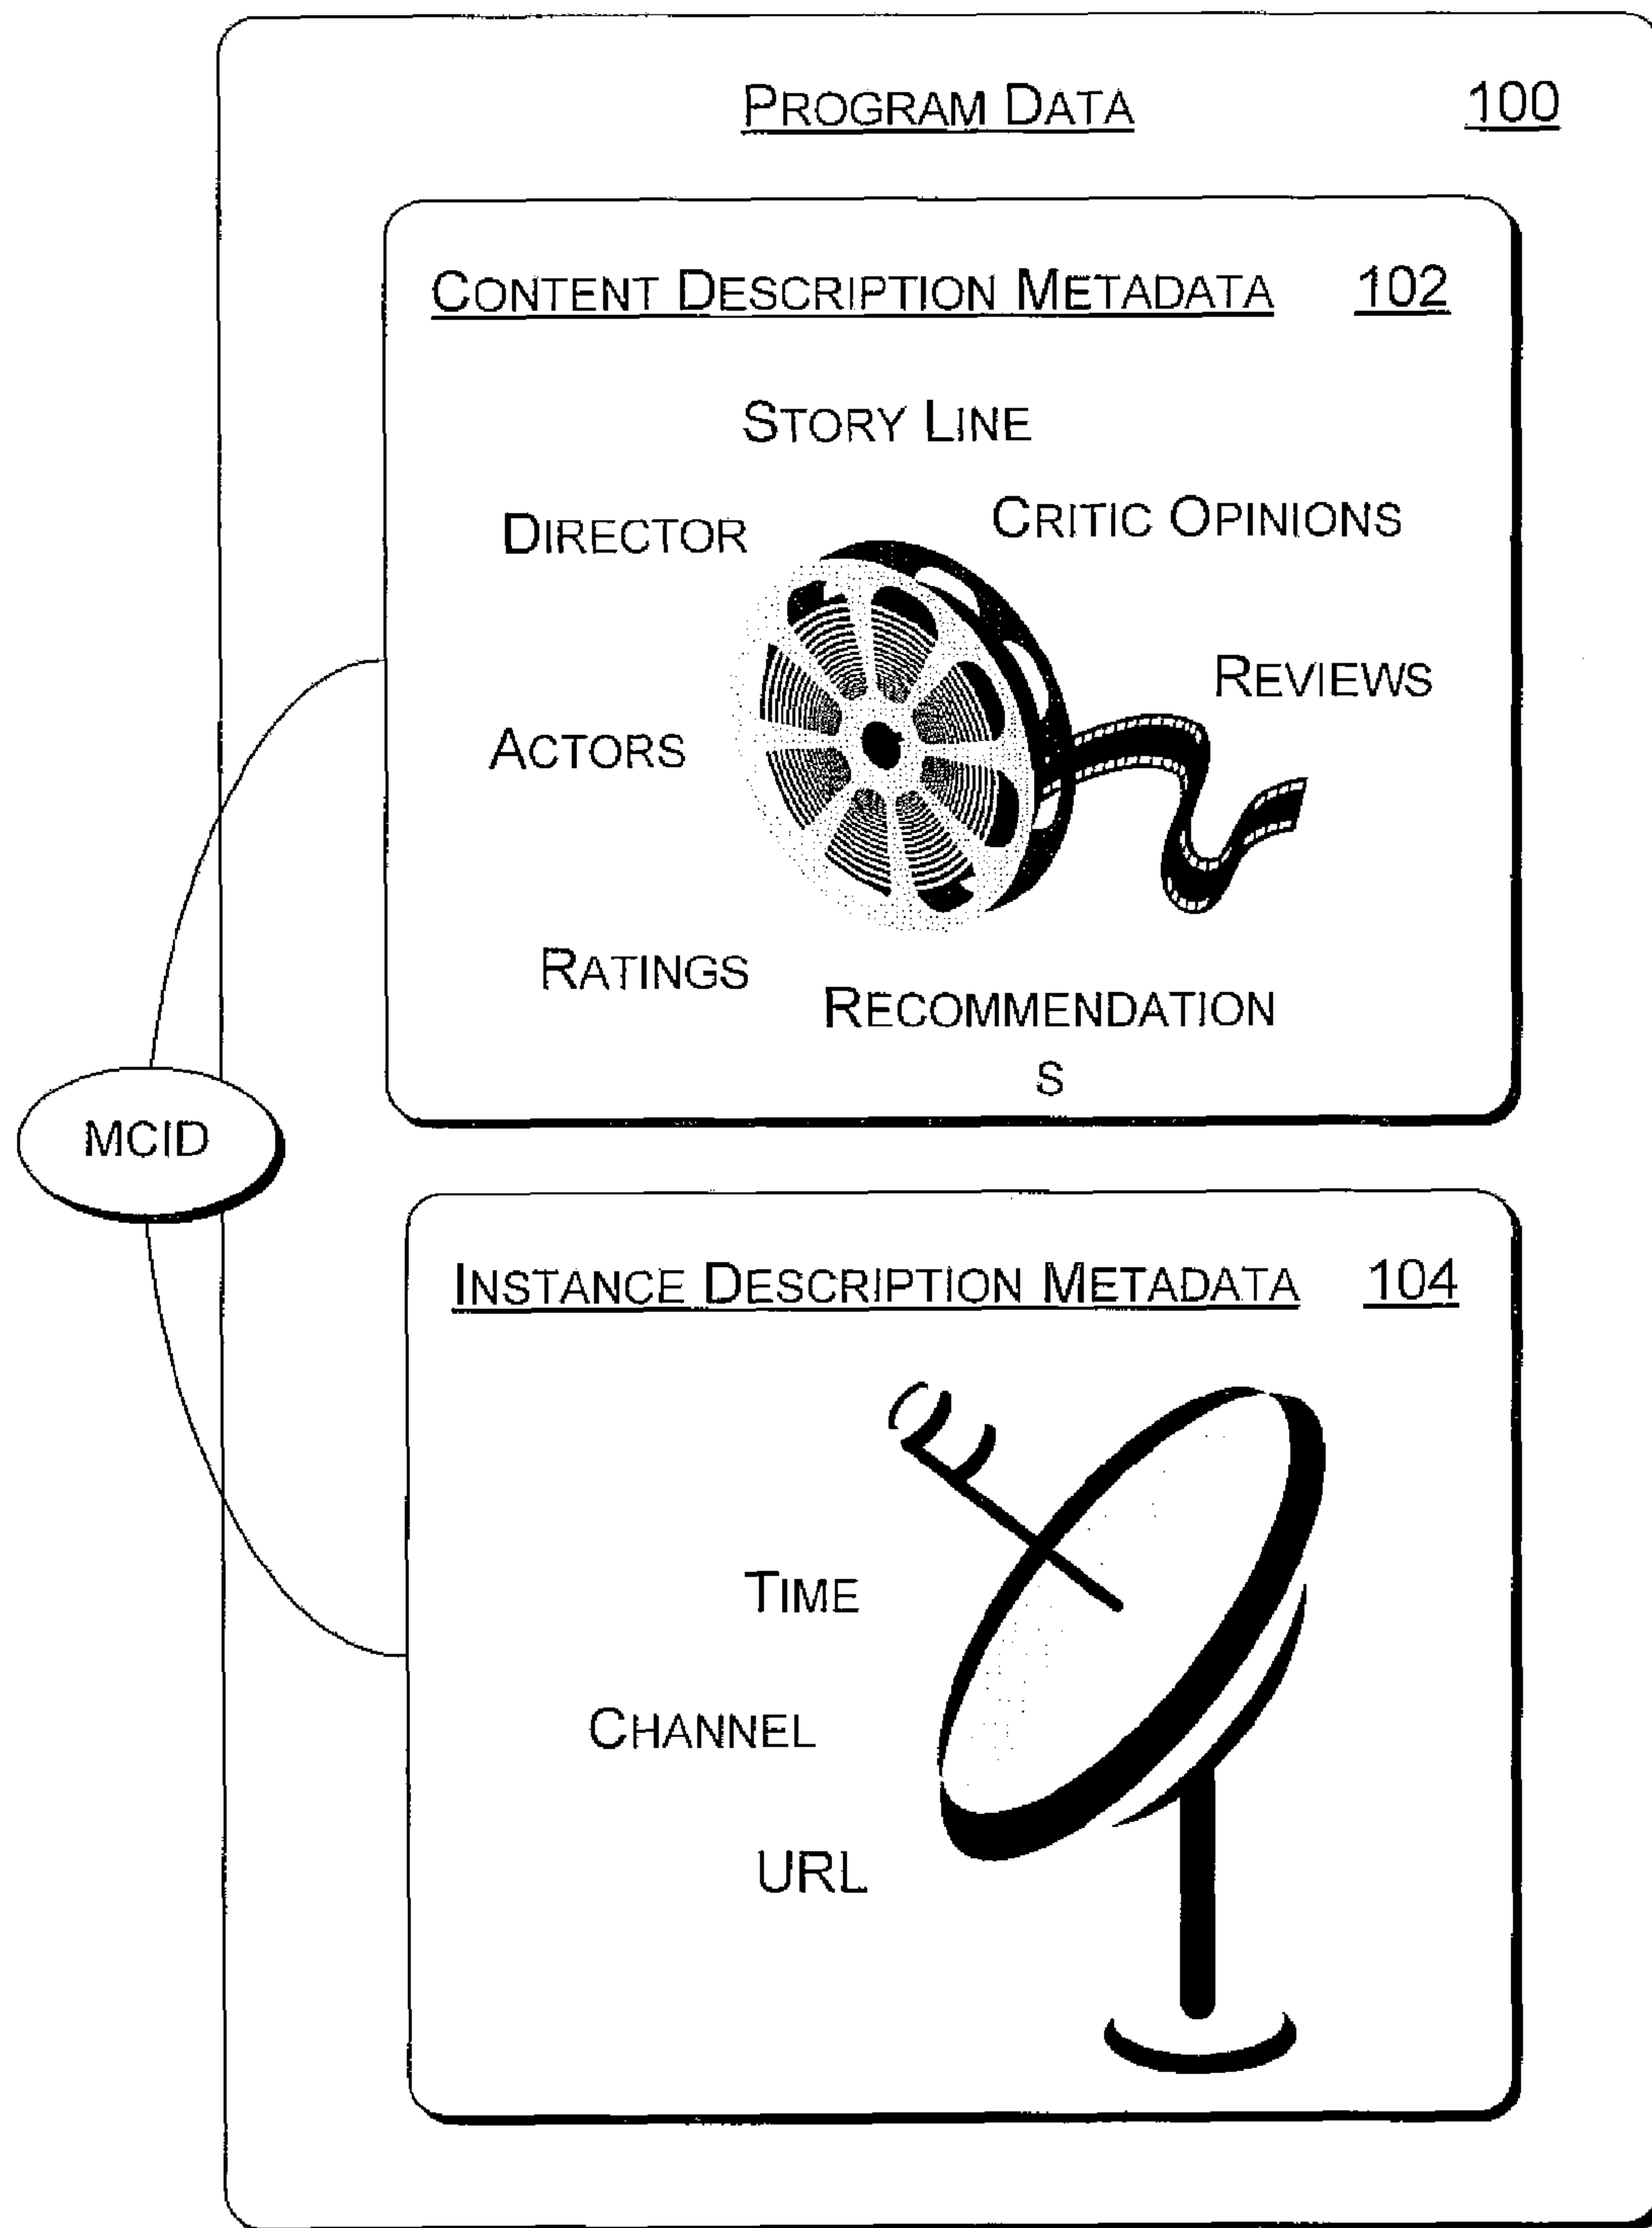 PROGRAM DATA 100
CONTENT DESCRIPTION METADATA 102
STORY LINE
CRITIC OPINIONS
DIRECTOR
REVIEWS
ACTORS
RATINGS
RECOMMENDATION
S
MCID
INSTANCE DESCRIPTION METADATA 104
TIME
CHANNEL
URL